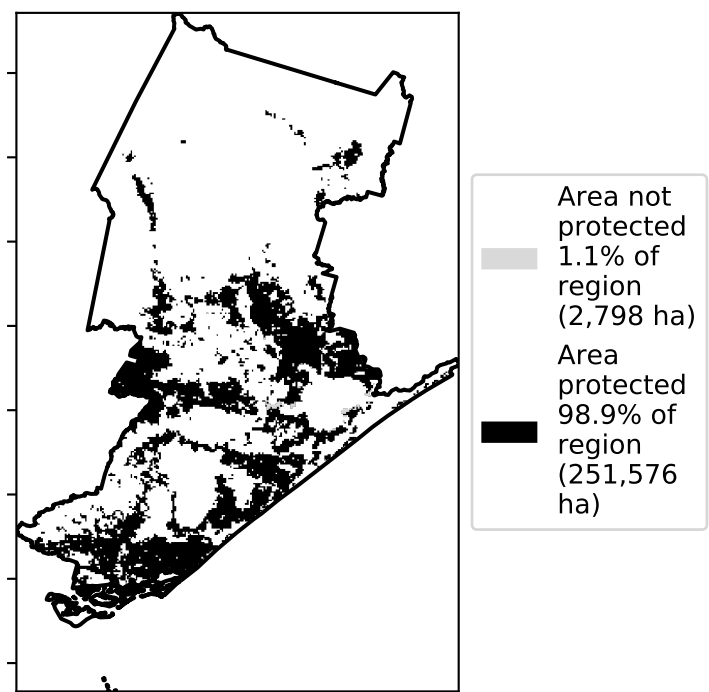 Area not
protected
1.1% of
region
(2,798 ha)
Area
protected
98.9% of
region
(251,576
ha)